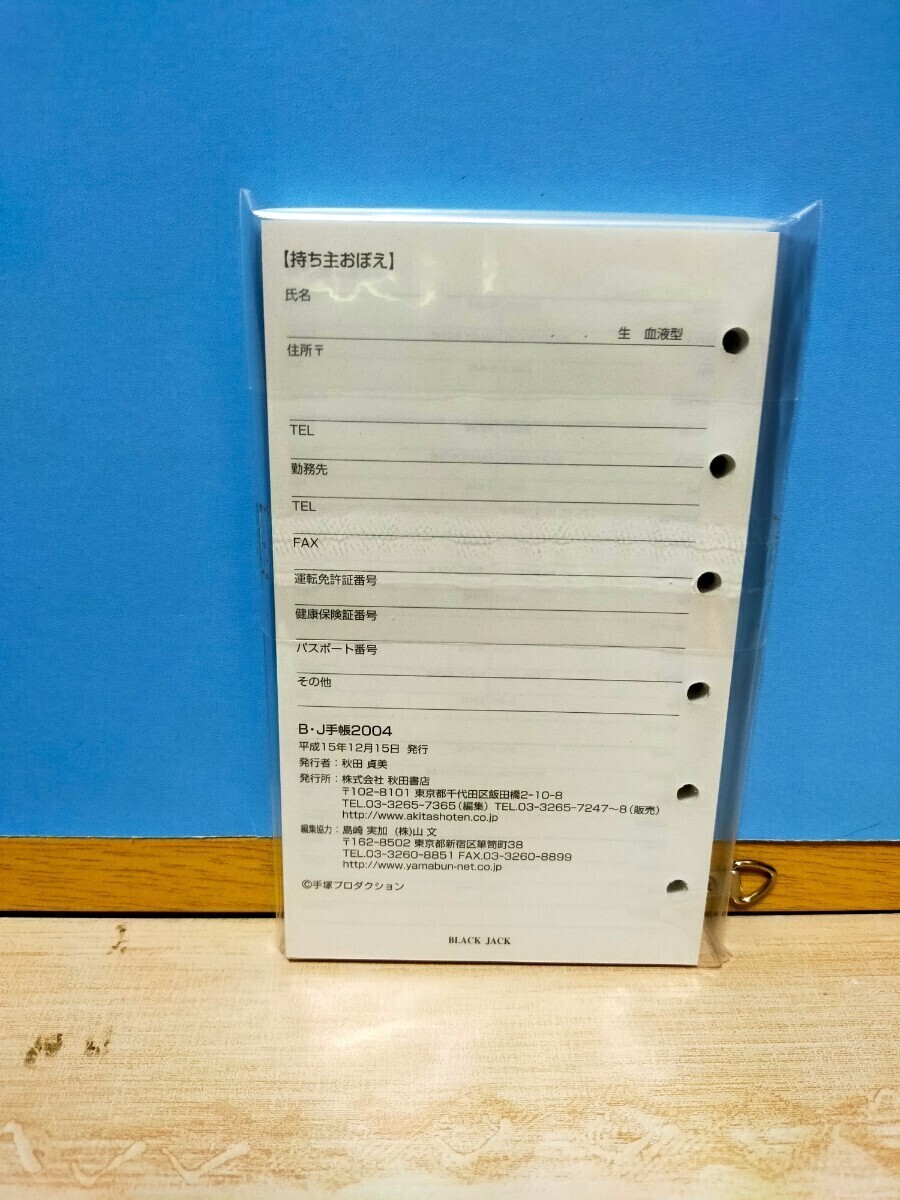 【持ち主おぼえ】
氏名
．．生 血液型
住所〒
TEL
勤務先
TEL
FAX
運転免許証番号
健康保険証番号
パスポート番号
その他
B・J手帳2004
平成15年12月15日 発行
発行者：秋田 貞美
発行所：株式会社 秋田書店
〒102-8101 東京都千代田区飯田橋2-10-8
TEL.03-3265-7365（編集） TEL.03-3265-7247〜8（販売）
http://www.akitashoten.co.jp
編集協力：島崎 実加 (株)山 文
〒162-8502 東京都新宿区箪笥町38
TEL.03-3260-8851 FAX.03-3260-8899
http://www.yamabun-net.co.jp
©手塚プロダクション
BLACK JACK